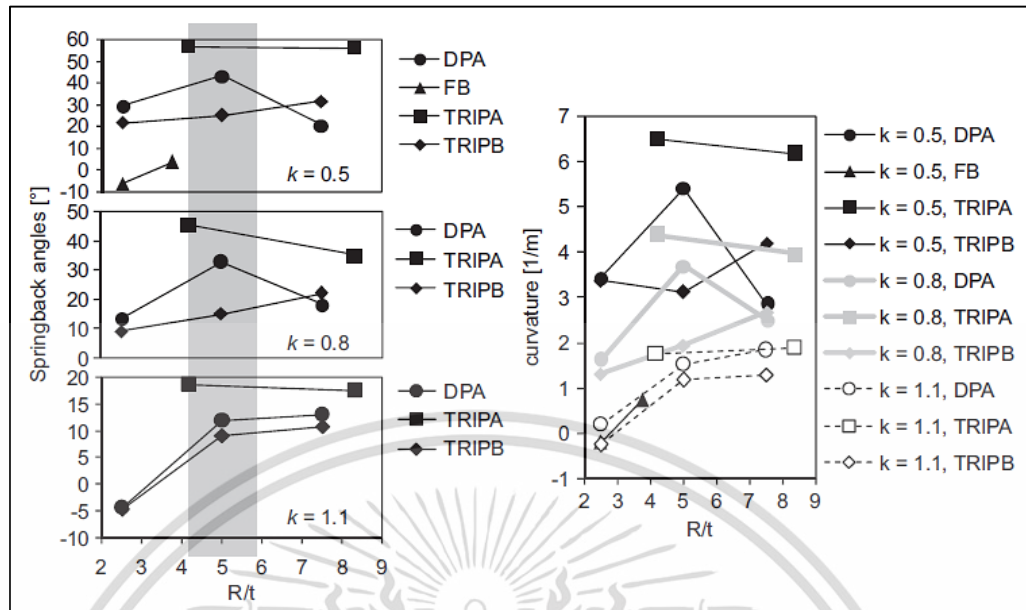 60
50
40
30
20
10
0
-10
DPA
FB
TRIPA
TRIPB
k = 0.5
50
40
30
20
10
0
DPA
TRIPA
TRIPB
k = 0.8
20
15
10
5
0
-5
-10
DPA
TRIPA
TRIPB
k = 1.1
2 3 4 5 6 7 8 9
R/t
Springback angles [°]
7
6
5
4
3
2
1
0
-1
curvature [1/m]
2 3 4 5 6 7 8 9
R/t
k = 0.5, DPA
k = 0.5, FB
k = 0.5, TRIPA
k = 0.5, TRIPB
k = 0.8, DPA
k = 0.8, TRIPA
k = 0.8, TRIPB
k = 1.1, DPA
k = 1.1, TRIPA
k = 1.1, TRIPB